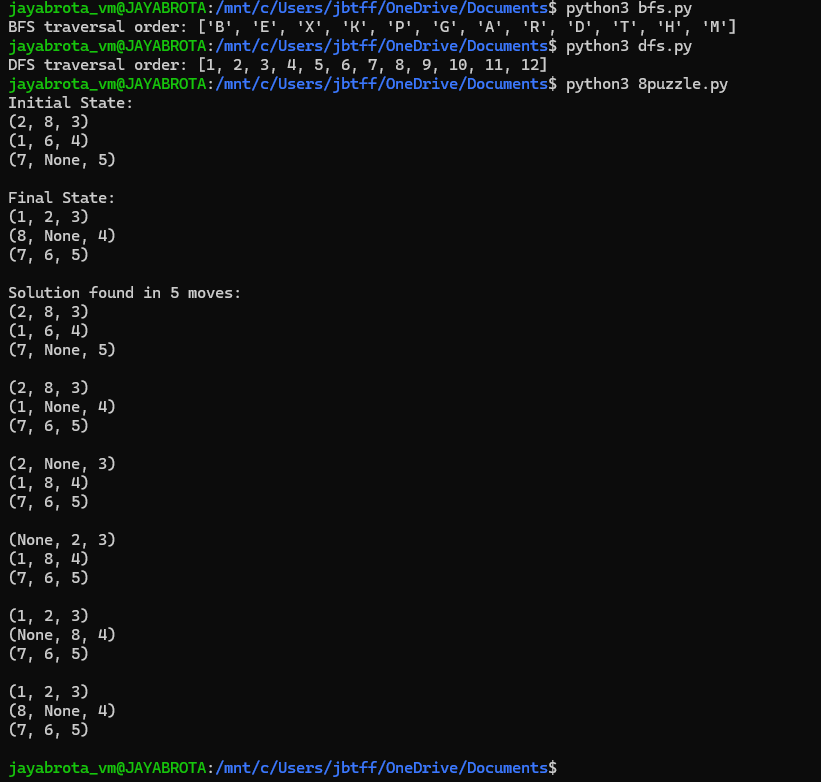 jayabrota_vm@JAYABROTA:/mnt/c/Users/jbtff/OneDrive/Documents$ python3 bfs.py
BFS traversal order: ['B', 'E', 'X', 'K', 'P', 'G', 'A', 'R', 'D', 'T', 'H', 'M']
jayabrota_vm@JAYABROTA:/mnt/c/Users/jbtff/OneDrive/Documents$ python3 dfs.py
DFS traversal order: [1, 2, 3, 4, 5, 6, 7, 8, 9, 10, 11, 12]
jayabrota_vm@JAYABROTA:/mnt/c/Users/jbtff/OneDrive/Documents$ python3 8puzzle.py
Initial State:
(2, 8, 3)
(1, 6, 4)
(7, None, 5)

Final State:
(1, 2, 3)
(8, None, 4)
(7, 6, 5)

Solution found in 5 moves:
(2, 8, 3)
(1, 6, 4)
(7, None, 5)

(2, 8, 3)
(1, None, 4)
(7, 6, 5)

(2, None, 3)
(1, 8, 4)
(7, 6, 5)

(None, 2, 3)
(1, 8, 4)
(7, 6, 5)

(1, 2, 3)
(None, 8, 4)
(7, 6, 5)

(1, 2, 3)
(8, None, 4)
(7, 6, 5)

jayabrota_vm@JAYABROTA:/mnt/c/Users/jbtff/OneDrive/Documents$